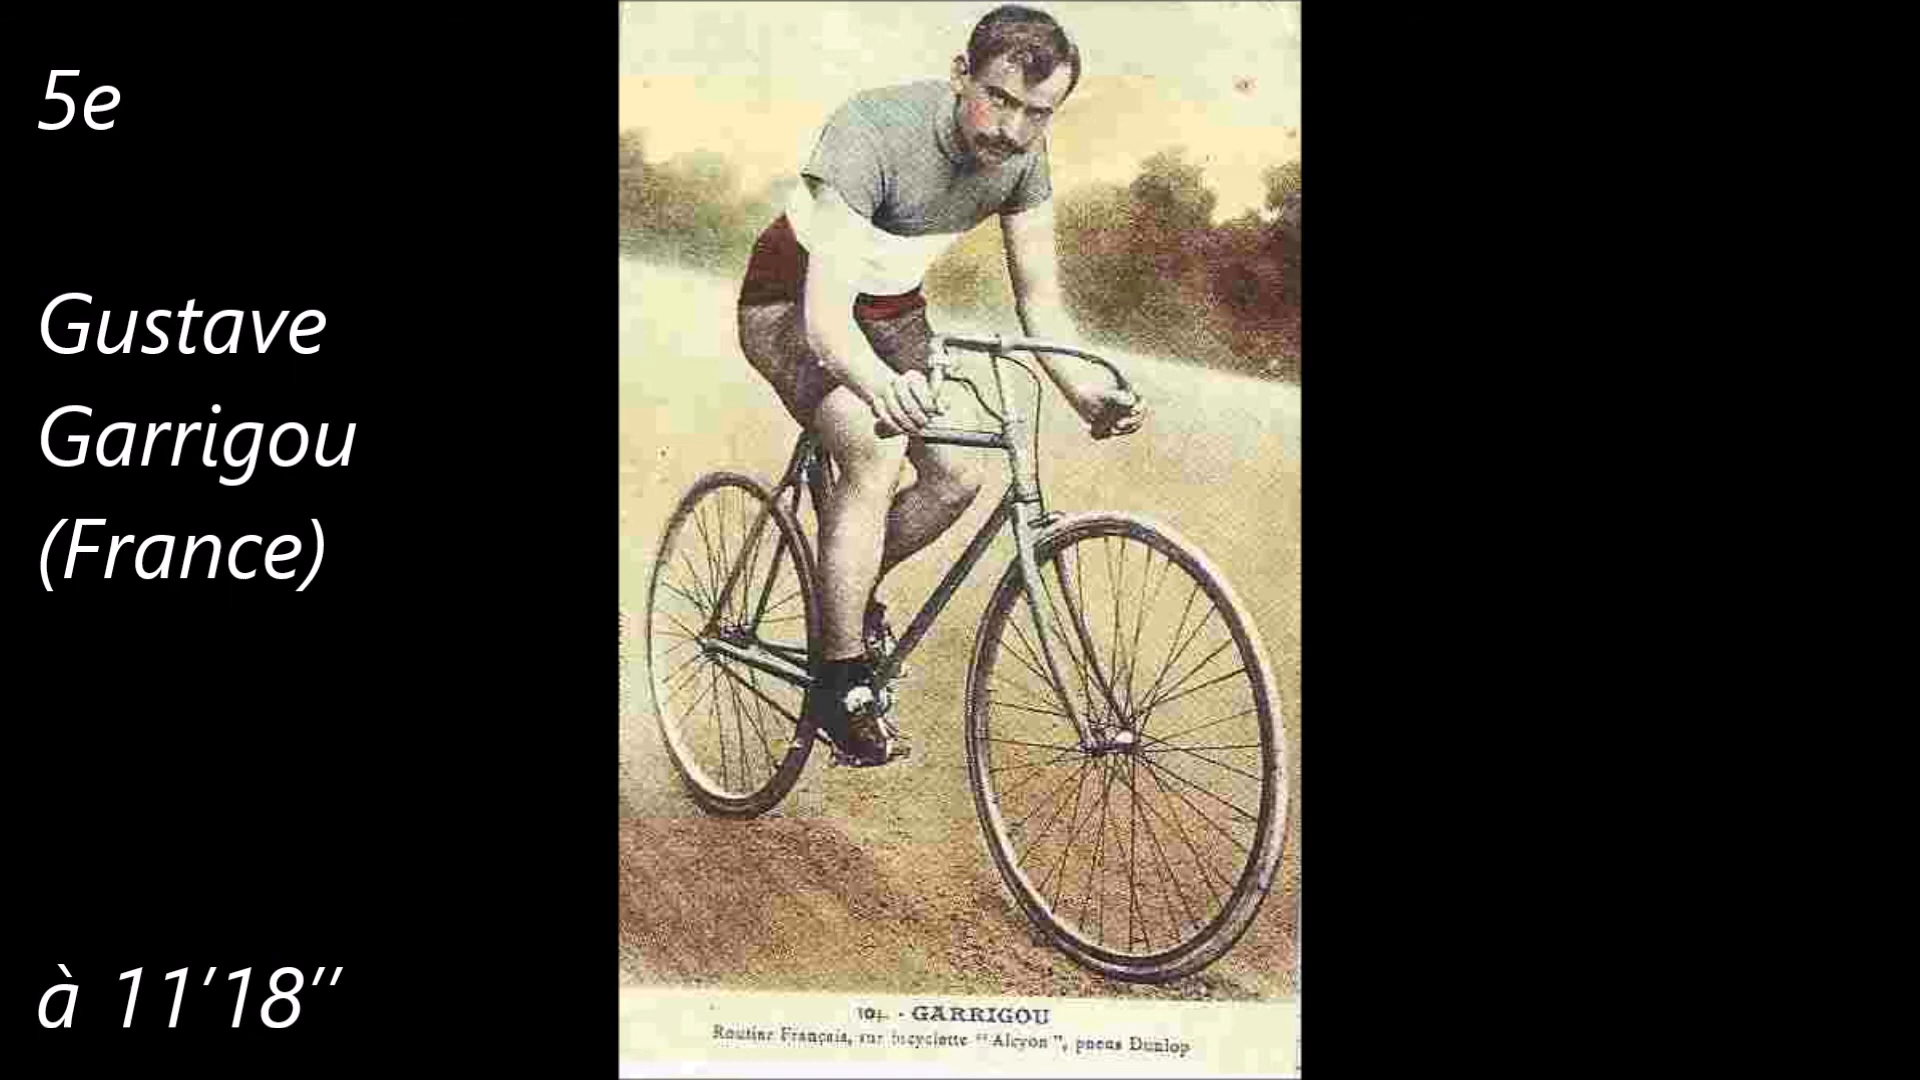 5e
Gustave
Garrigou
(France)
à 11’18’’
- GARRIGOU
Routier Français, sur bicyclette “Alcyon”, pneus Dunlop